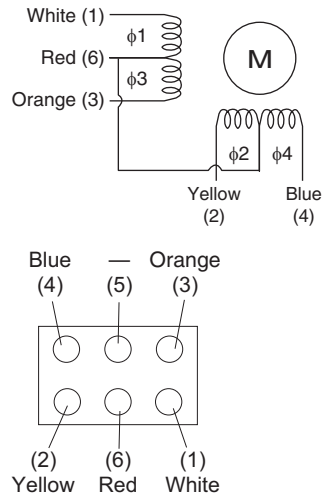 White (1)
ϕ1
Red (6)
ϕ3
Orange (3)
M
ϕ2 ϕ4
Yellow Blue
(2) (4)
Blue — Orange
(4) (5) (3)
(2) (6) (1)
Yellow Red White